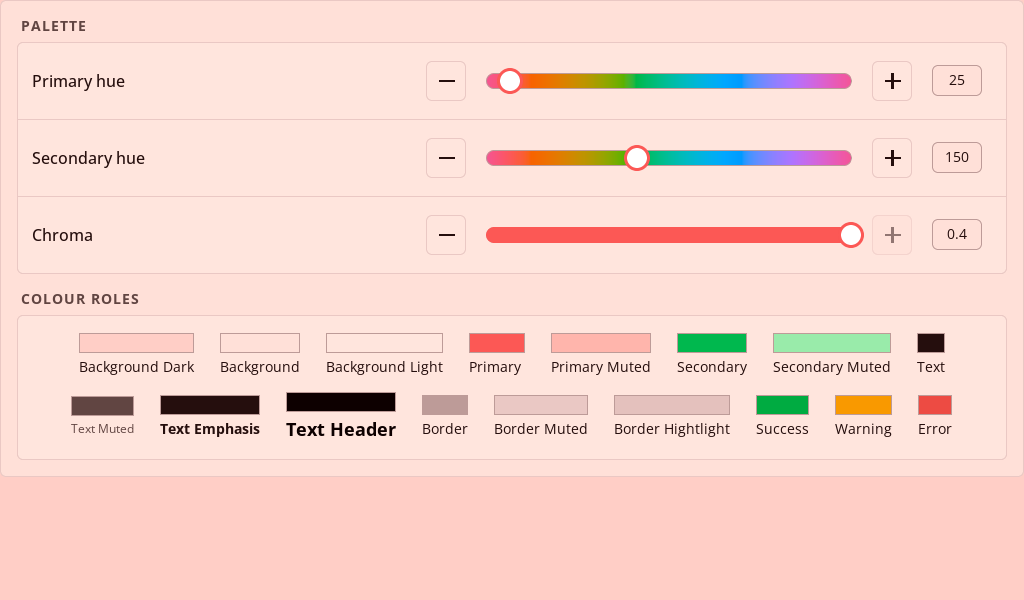 PALETTE
Primary hue
25
Secondary hue
150
Chroma
0.4
COLOUR ROLES
Background Dark Background Background Light Primary Primary Muted Secondary Secondary Muted Text
Text Muted Text Emphasis Text Header Border Border Muted Border Hightlight Success Warning Error